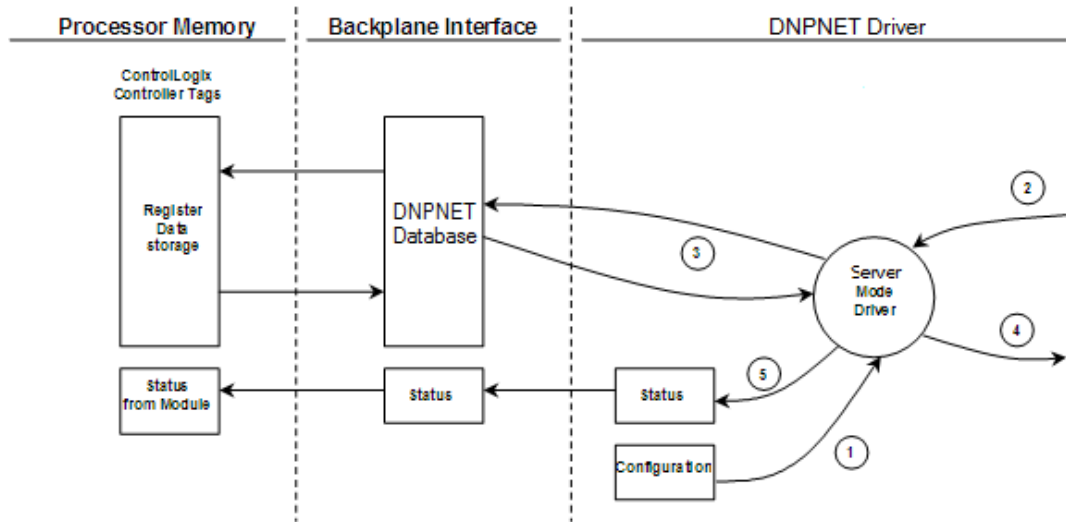 Processor Memory
Backplane Interface
DNPNET Driver
ControlLogix
Controller Tags
Register
Data
storage
DNPNET
Database
2
3
Server
Mode
Driver
4
5
Status
from Module
Status
Status
Configuration
1